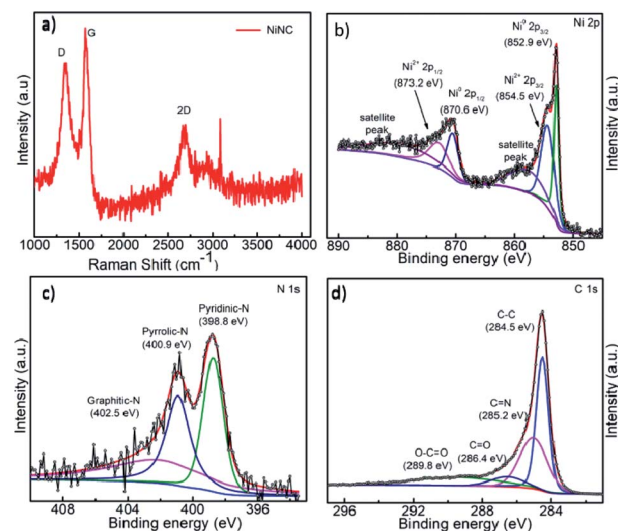 a)
NiNC
D
G
2D
Intensity (a.u)
1000 1500 2000 2500 3000 3500 4000
Raman Shift (cm⁻¹)
b)
Ni 2p
Ni⁰ 2p3/2
(852.9 eV)
Ni²⁺ 2p1/2
(873.2 eV)
Ni⁰ 2p1/2
(870.6 eV)
Ni²⁺ 2p3/2
(854.5 eV)
satellite
peak
satellite
peak
Intensity (a.u.)
890 880 870 860 850
Binding energy (eV)
c)
N 1s
Pyridinic-N
(398.8 eV)
Pyrrolic-N
(400.9 eV)
Graphitic-N
(402.5 eV)
Intensity (a.u.)
408 404 400 396
Binding energy (eV)
d)
C 1s
C-C
(284.5 eV)
C=N
(285.2 eV)
C=O
(286.4 eV)
O-C=O
(289.8 eV)
Intensity (a.u.)
296 292 288 284
Binding energy (eV)